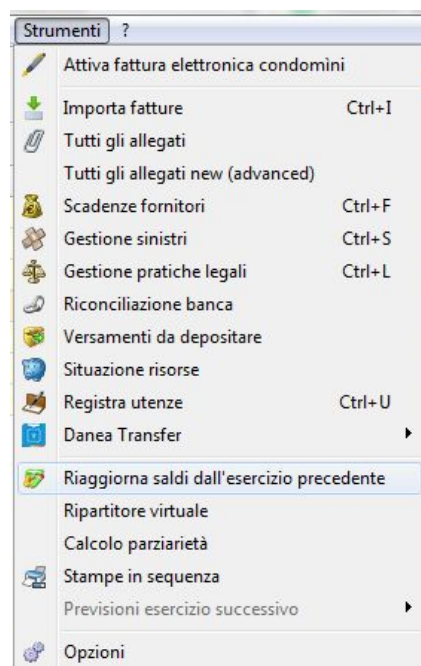 Strumenti ?
Attiva fattura elettronica condomìni
Importa fatture Ctrl+I
Tutti gli allegati
Tutti gli allegati new (advanced)
Scadenze fornitori Ctrl+F
Gestione sinistri Ctrl+S
Gestione pratiche legali Ctrl+L
Riconciliazione banca
Versamenti da depositare
Situazione risorse
Registra utenze Ctrl+U
Danea Transfer
Riaggiorna saldi dall'esercizio precedente
Ripartitore virtuale
Calcolo parziarietà
Stampe in sequenza
Previsioni esercizio successivo
Opzioni